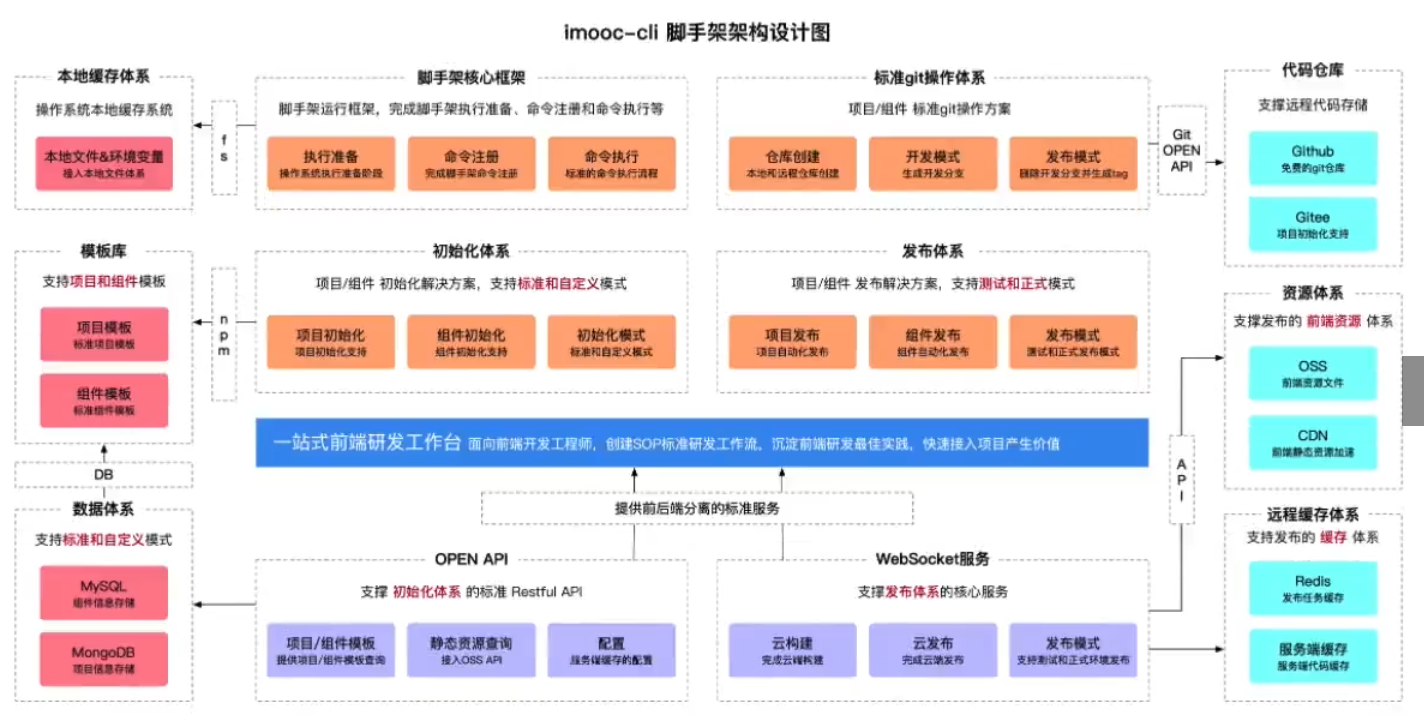 imooc-cli 脚手架架构设计图
本地缓存体系
操作系统本地缓存系统
本地文件&环境变量
接入本地文件体系
fs
脚手架核心框架
脚手架运行框架，完成脚手架执行准备、命令注册和命令执行等
执行准备
操作系统执行准备阶段
命令注册
完成脚手架命令注册
命令执行
标准的命令执行流程
标准git操作体系
项目/组件 标准git操作方案
仓库创建
本地和远程仓库创建
开发模式
生成开发分支
发布模式
删除开发分支并生成tag
Git
OPEN
API
代码仓库
支撑远程代码存储
Github
免费的git仓库
Gitee
项目初始化支持
模板库
支持项目和组件模板
项目模板
标准项目模板
组件模板
标准组件模板
npm
初始化体系
项目/组件 初始化解决方案，支持标准和自定义模式
项目初始化
项目初始化支持
组件初始化
组件初始化支持
初始化模式
标准和自定义模式
发布体系
项目/组件 发布解决方案，支持测试和正式模式
项目发布
项目自动化发布
组件发布
组件自动化发布
发布模式
测试和正式发布模式
资源体系
支撑发布的 前端资源 体系
OSS
前端资源文件
CDN
前端静态资源加速
API
一站式前端研发工作台 面向前端开发工程师，创建SOP标准研发工作流，沉淀前端研发最佳实践，快速接入项目产生价值
DB
提供前后端分离的标准服务
数据体系
支持标准和自定义模式
MySQL
组件信息存储
MongoDB
项目信息存储
OPEN API
支撑 初始化体系 的标准 Restful API
项目/组件模板
提供项目/组件模板查询
静态资源查询
接入OSS API
配置
服务端缓存的配置
WebSocket服务
支撑发布体系的核心服务
云构建
完成云端构建
云发布
完成云端发布
发布模式
支持测试和正式环境发布
远程缓存体系
支持发布的 缓存 体系
Redis
发布任务缓存
服务端缓存
服务端代码缓存